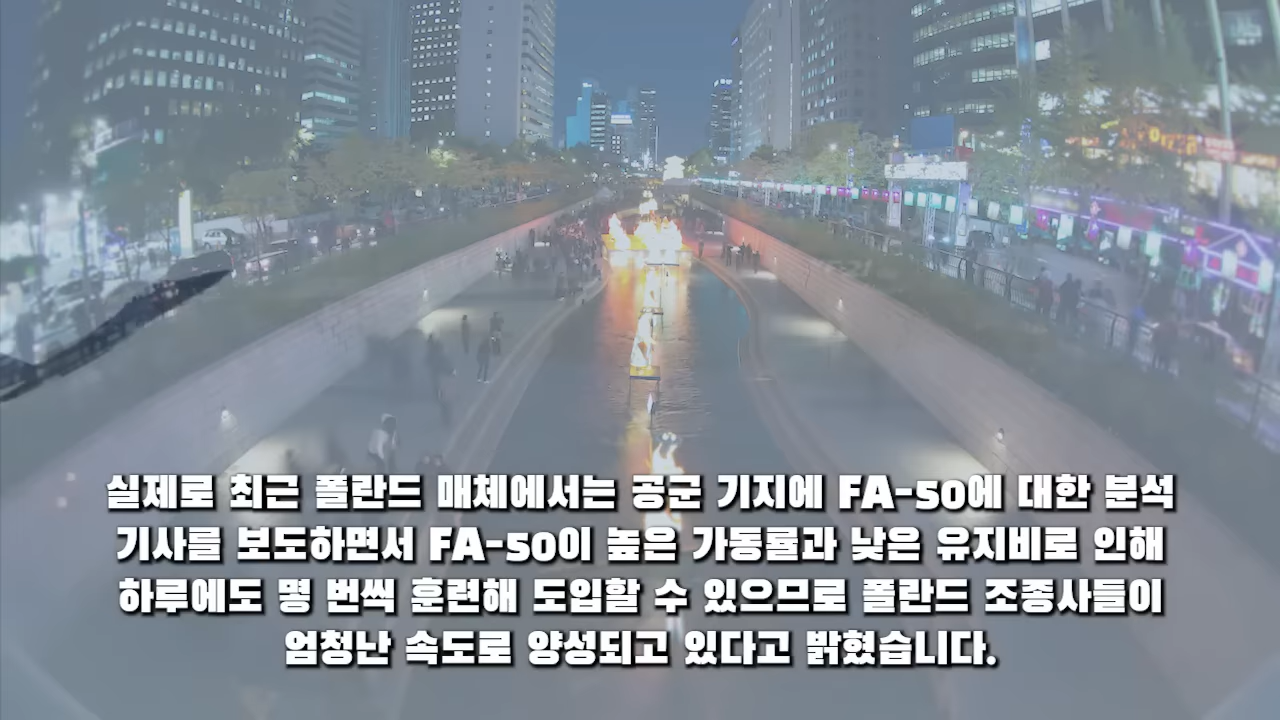 실제로 최근 폴란드 매체에서는 공군 기지에 FA-50에 대한 분석
기사를 보도하면서 FA-50이 높은 가동률과 낮은 유지비로 인해
하루에도 몇 번씩 훈련해 도입할 수 있으므로 폴란드 조종사들이
엄청난 속도로 양성되고 있다고 밝혔습니다.